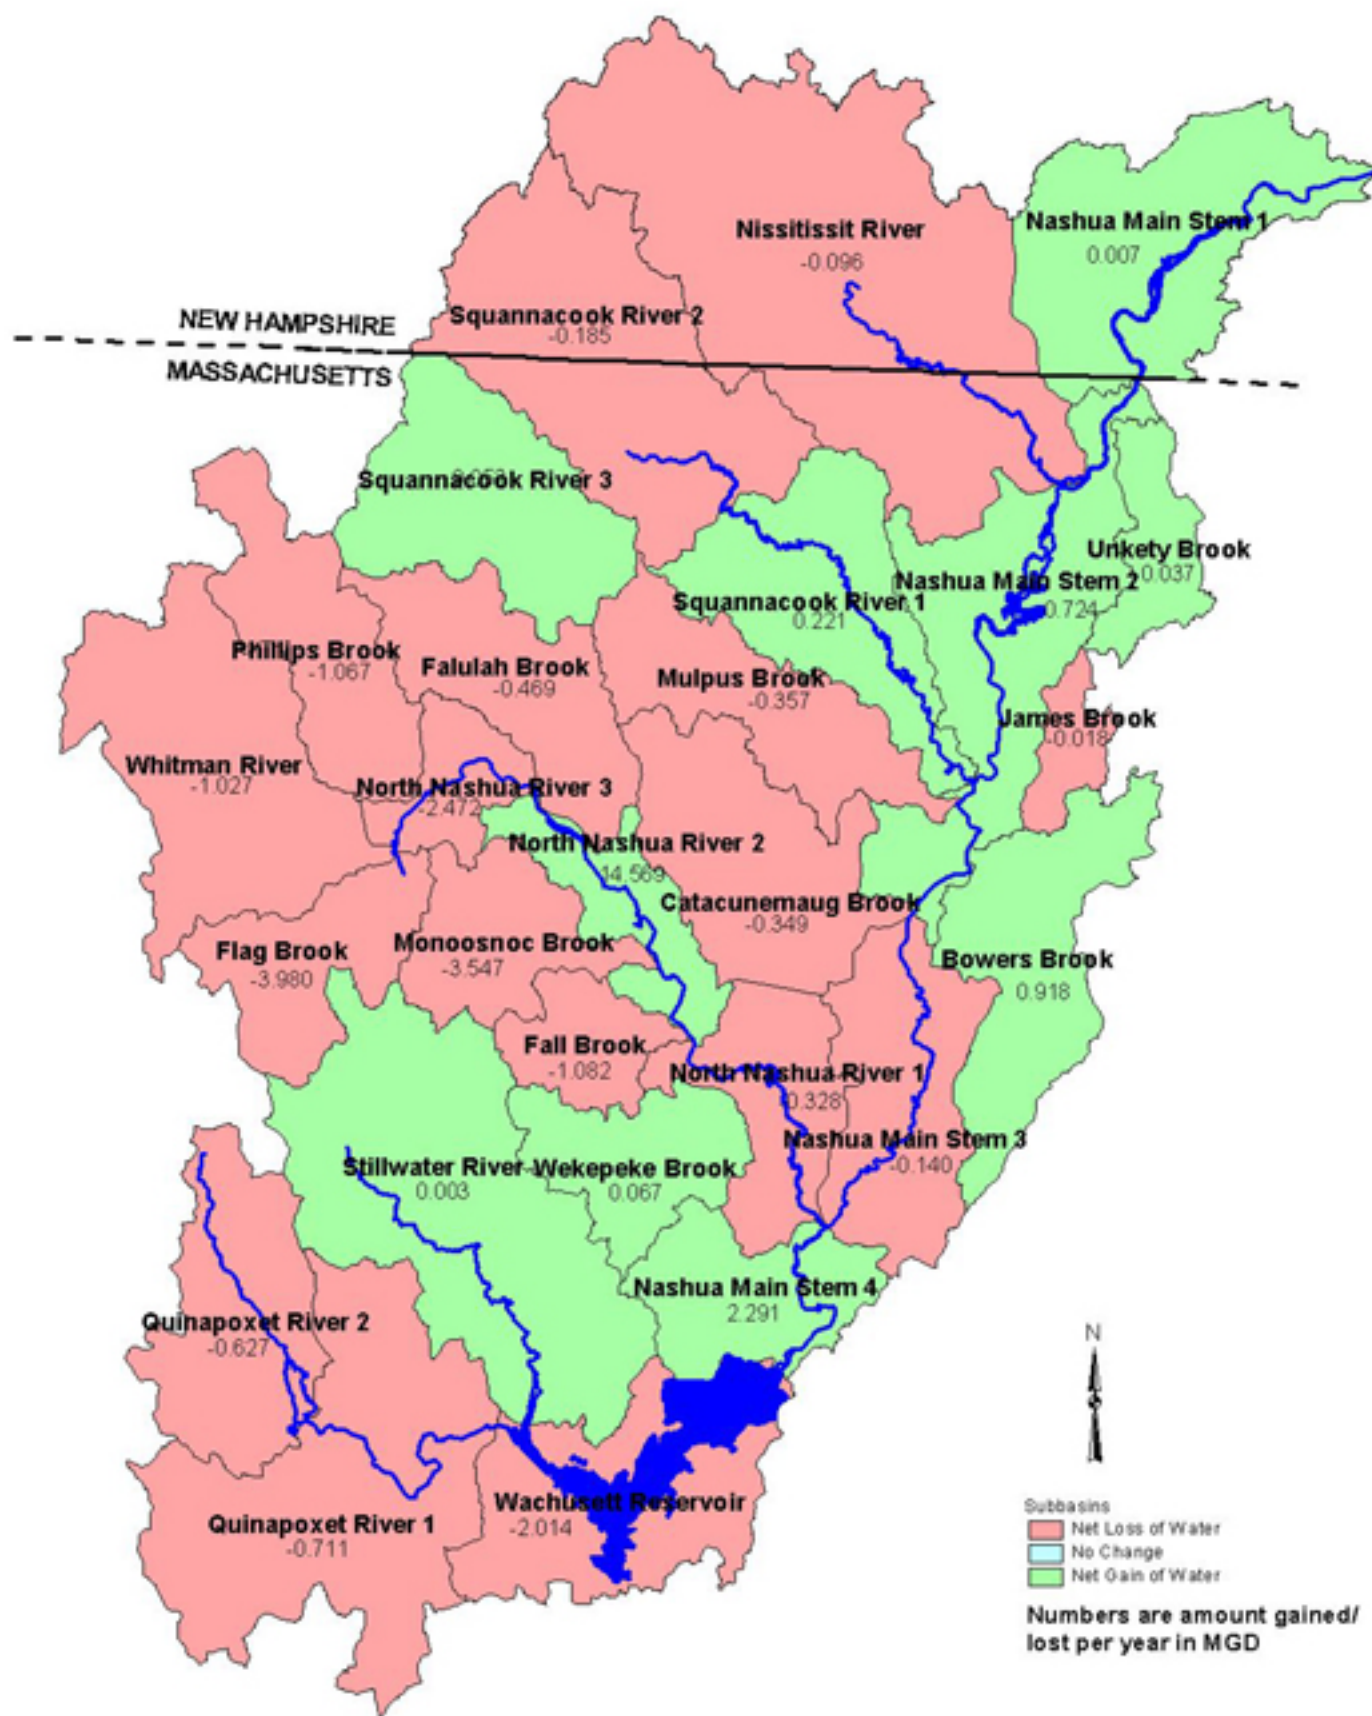 Nashua Main Stem 1
0.007
Nissitissit River
-0.096
Squannacook River 2
-0.185
NEW HAMPSHIRE
MASSACHUSETTS
Squannacook River 3
Unkety Brook
0.037
Nashua Main Stem 2
0.724
Squannacook River 1
0.221
Phillips Brook
-1.067
Falulah Brook
-0.469
Mulpus Brook
-0.357
James Brook
-0.018
Whitman River
-1.027
North Nashua River 3
-2.472
North Nashua River 2
14.569
Catacunemaug Brook
-0.349
Flag Brook
-3.980
Monoosnoc Brook
-3.547
Bowers Brook
0.918
Fall Brook
-1.082
North Nashua River 1
0.328
Nashua Main Stem 3
-0.140
Stillwater River
0.003
Wekepeke Brook
0.067
Nashua Main Stem 4
2.291
Quinapoxet River 2
-0.627
N
Wachusett Reservoir
-2.014
Quinapoxet River 1
-0.711
Subbasins
Net Loss of Water
No Change
Net Gain of Water
Numbers are amount gained/
lost per year in MGD